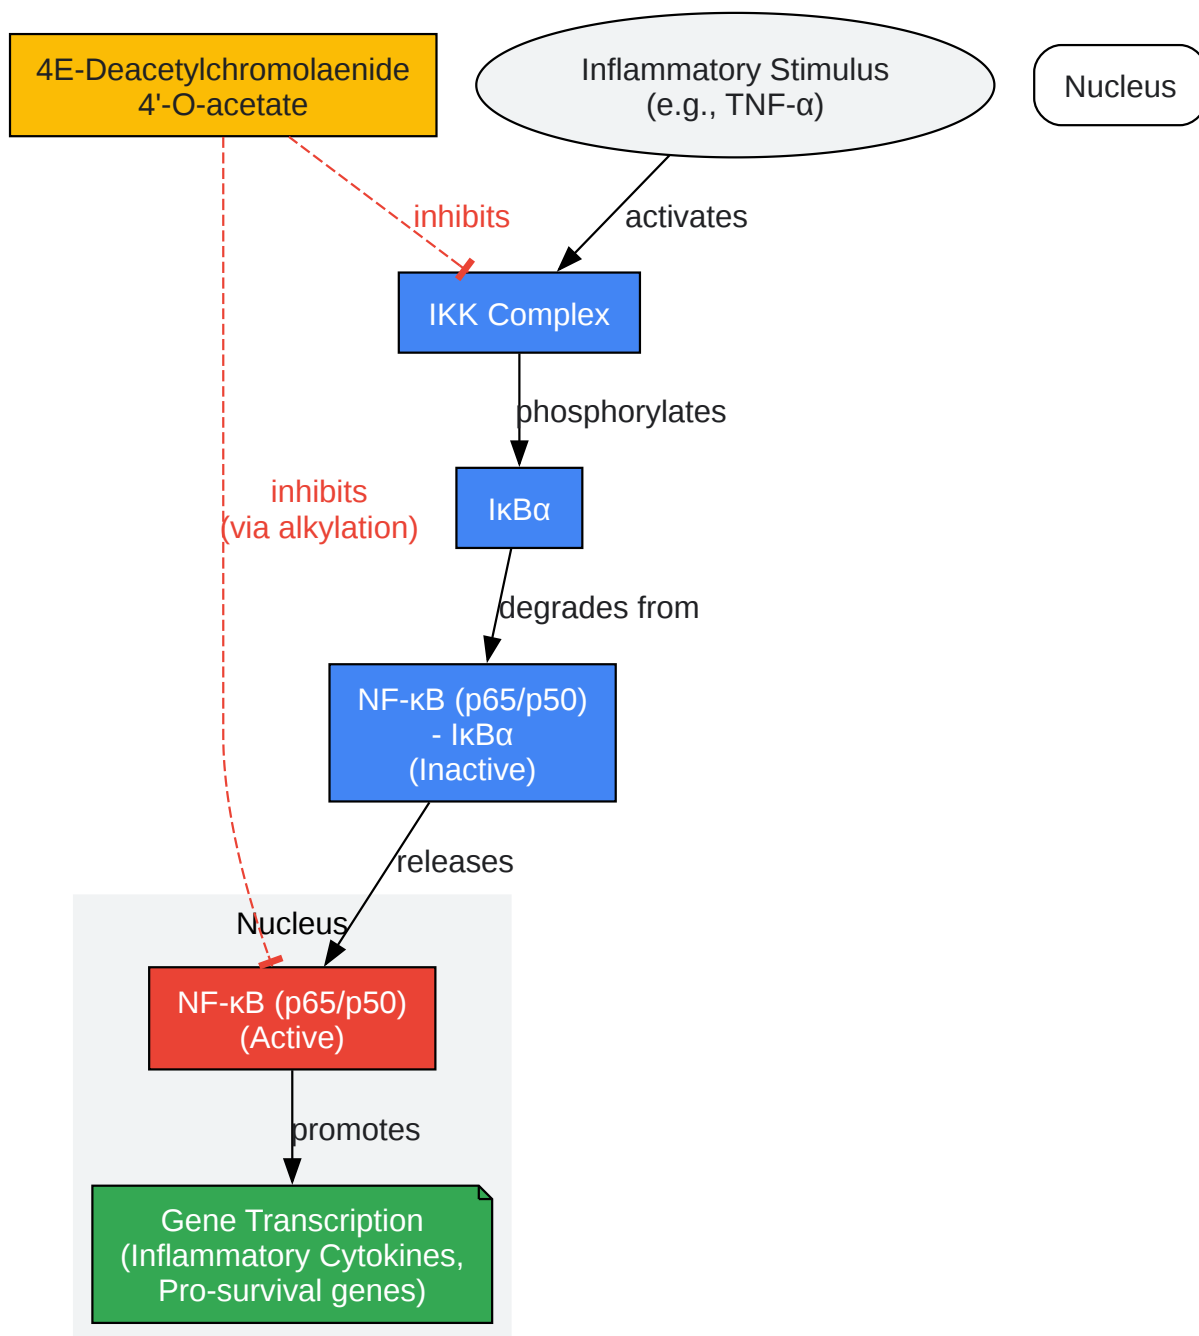 4E-Deacetylchromolaenide
4'-O-acetate
Inflammatory Stimulus
(e.g., TNF-α)
Nucleus
inhibits
activates
IKK Complex
phosphorylates
inhibits
(via alkylation)
IκBα
degrades from
NF-κB (p65/p50)
- IκBα
(Inactive)
releases
Nucleus
NF-κB (p65/p50)
(Active)
promotes
Gene Transcription
(Inflammatory Cytokines,
Pro-survival genes)